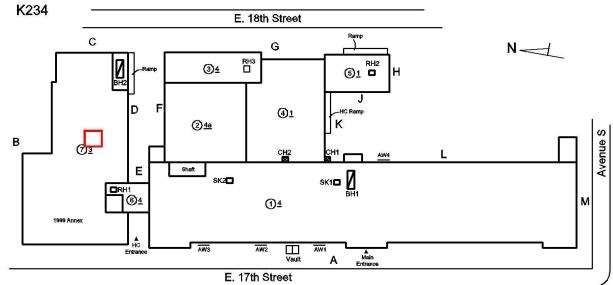 K234
E. 18th Street
C
G
Ramp
N
BH2
Ramp
③ 4
RH3
RH2
⑤ 1
H
D
F
J
HC Ramp
K
② 4a
④ 1
B
⑦ 3
E
CH2
CH1
AW4
L
Avenue S
Shaft
SK2
SK1
BH1
RH1
⑥ 4
① 4
M
1999 Annex
HC
Entrance
AW3
AW2
AW1
Vault
A
Main
Entrance
E. 17th Street